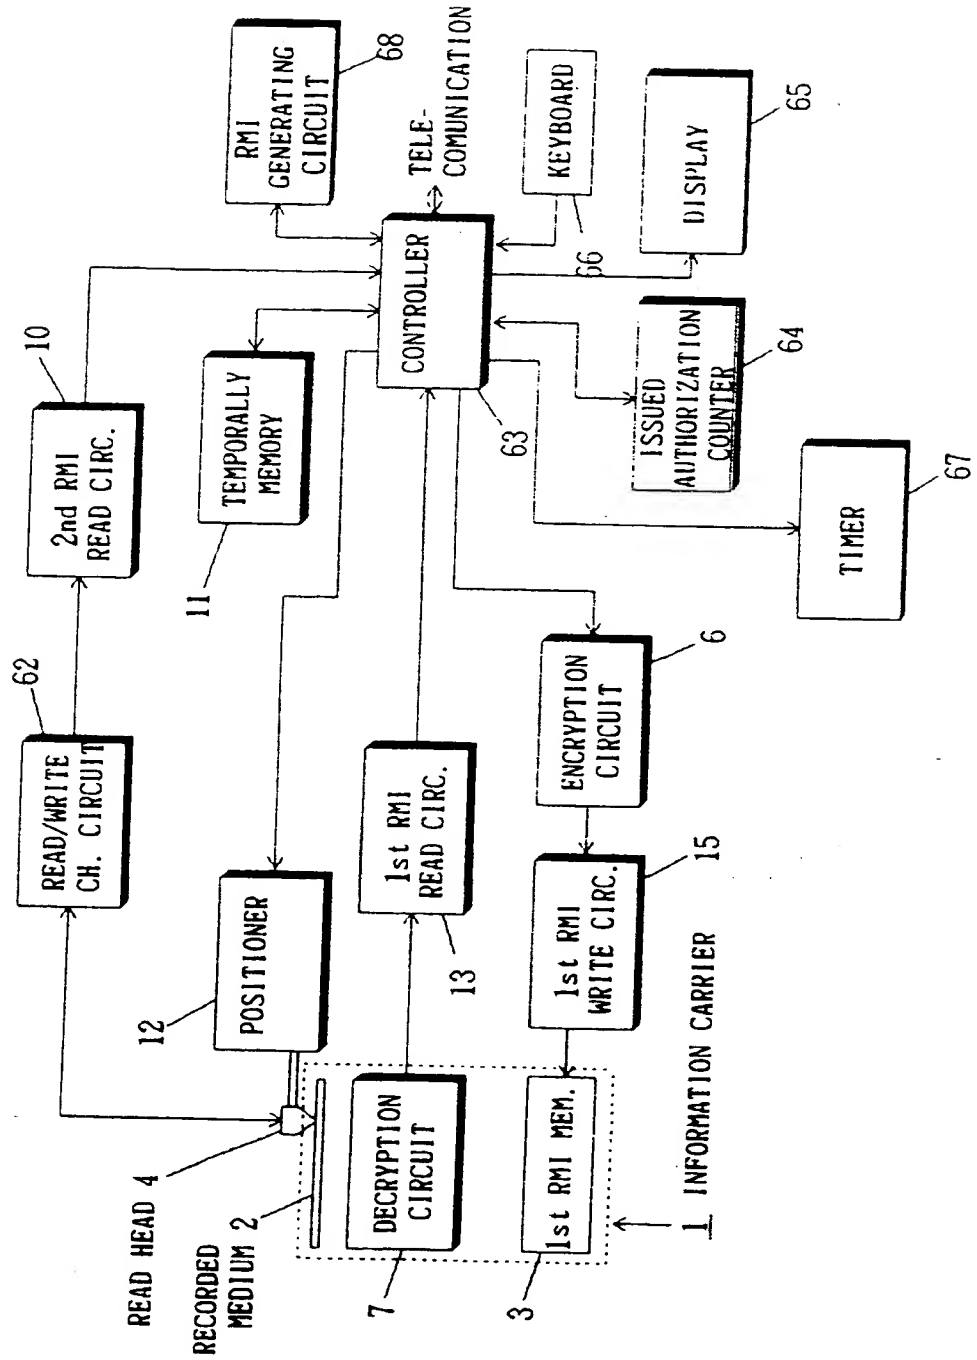 READ HEAD 4
RECORDED
MEDIUM 2
READ/WRITE
CH. CIRCUIT
62
2nd RMI
READ CIRC.
10
RMI
GENERATING
CIRCUIT
68
POSITIONER
12
TEMPORALLY
MEMORY
11
TELE-
COMUNICATION
CONTROLLER
63
DECRYPTION
CIRCUIT
7
1st RMI
READ CIRC.
13
KEYBOARD
66
1st RMI MEM.
3
1st RMI
WRITE CIRC.
15
ENCRYPTION
CIRCUIT
6
ISSUED
AUTHORIZATION
COUNTER
64
DISPLAY
65
TIMER
67
1 INFORMATION CARRIER